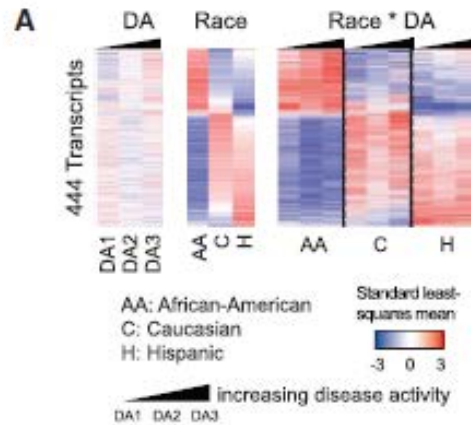 A
DA Race Race * DA
444 Transcripts
DA1 DA2 DA3 AA C H AA C H
AA: African-American
C: Caucasian
H: Hispanic
Standard least-
squares mean
-3 3
increasing disease activity
DA1 DA2 DA3